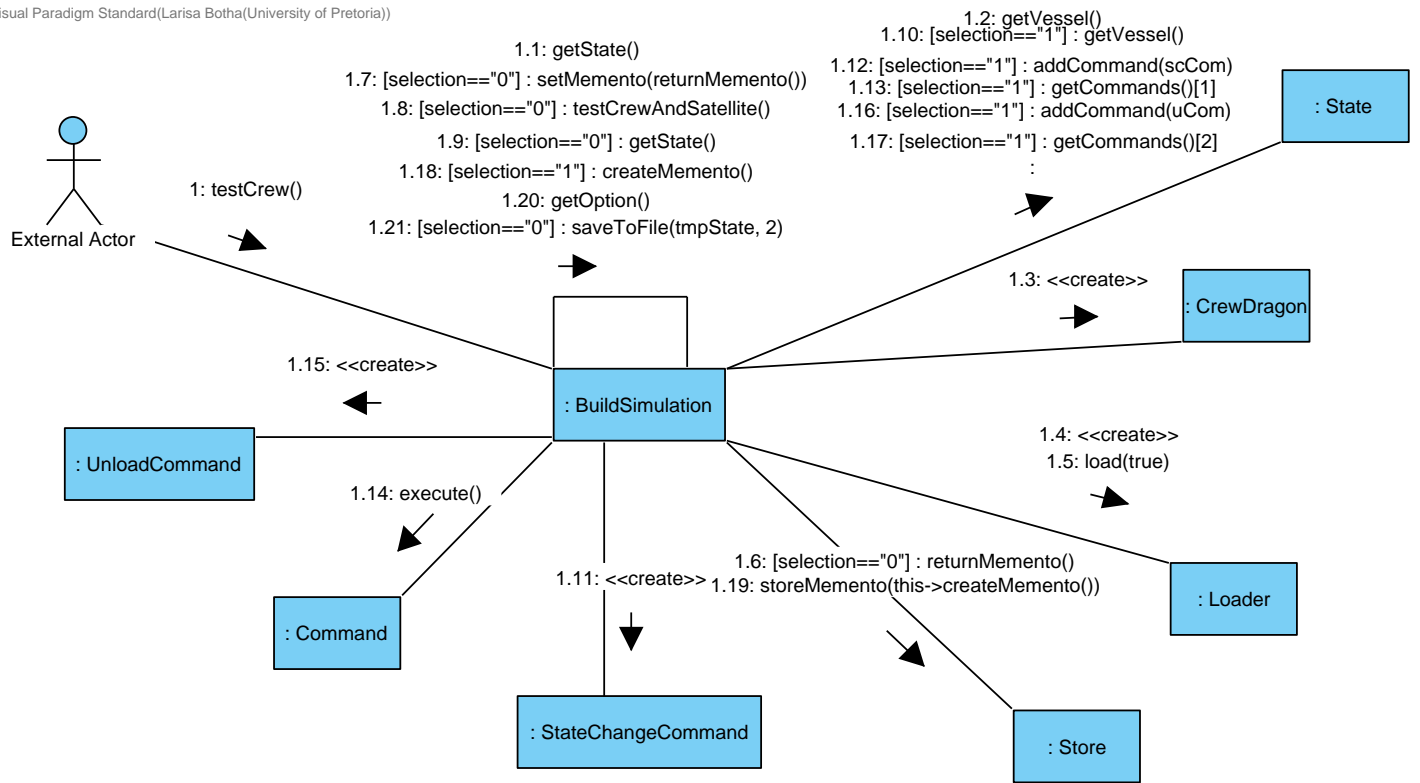 isual Paradigm Standard(Larisa Botha(University of Pretoria))
1.2: getVessel()
1.10: [selection=="1"] : getVessel()
1.12: [selection=="1"] : addCommand(scCom)
1.13: [selection=="1"] : getCommands()[1]
1.16: [selection=="1"] : addCommand(uCom)
1.17: [selection=="1"] : getCommands()[2]
:
1.1: getState()
1.7: [selection=="0"] : setMemento(returnMemento())
1.8: [selection=="0"] : testCrewAndSatellite()
1.9: [selection=="0"] : getState()
1.18: [selection=="1"] : createMemento()
1.20: getOption()
1.21: [selection=="0"] : saveToFile(tmpState, 2)
: State
1: testCrew()
External Actor
1.3: <<create>>
: CrewDragon
1.15: <<create>>
: BuildSimulation
: UnloadCommand
1.4: <<create>>
1.5: load(true)
1.14: execute()
1.11: <<create>>
1.6: [selection=="0"] : returnMemento()
1.19: storeMemento(this->createMemento())
: Loader
: Command
: StateChangeCommand
: Store